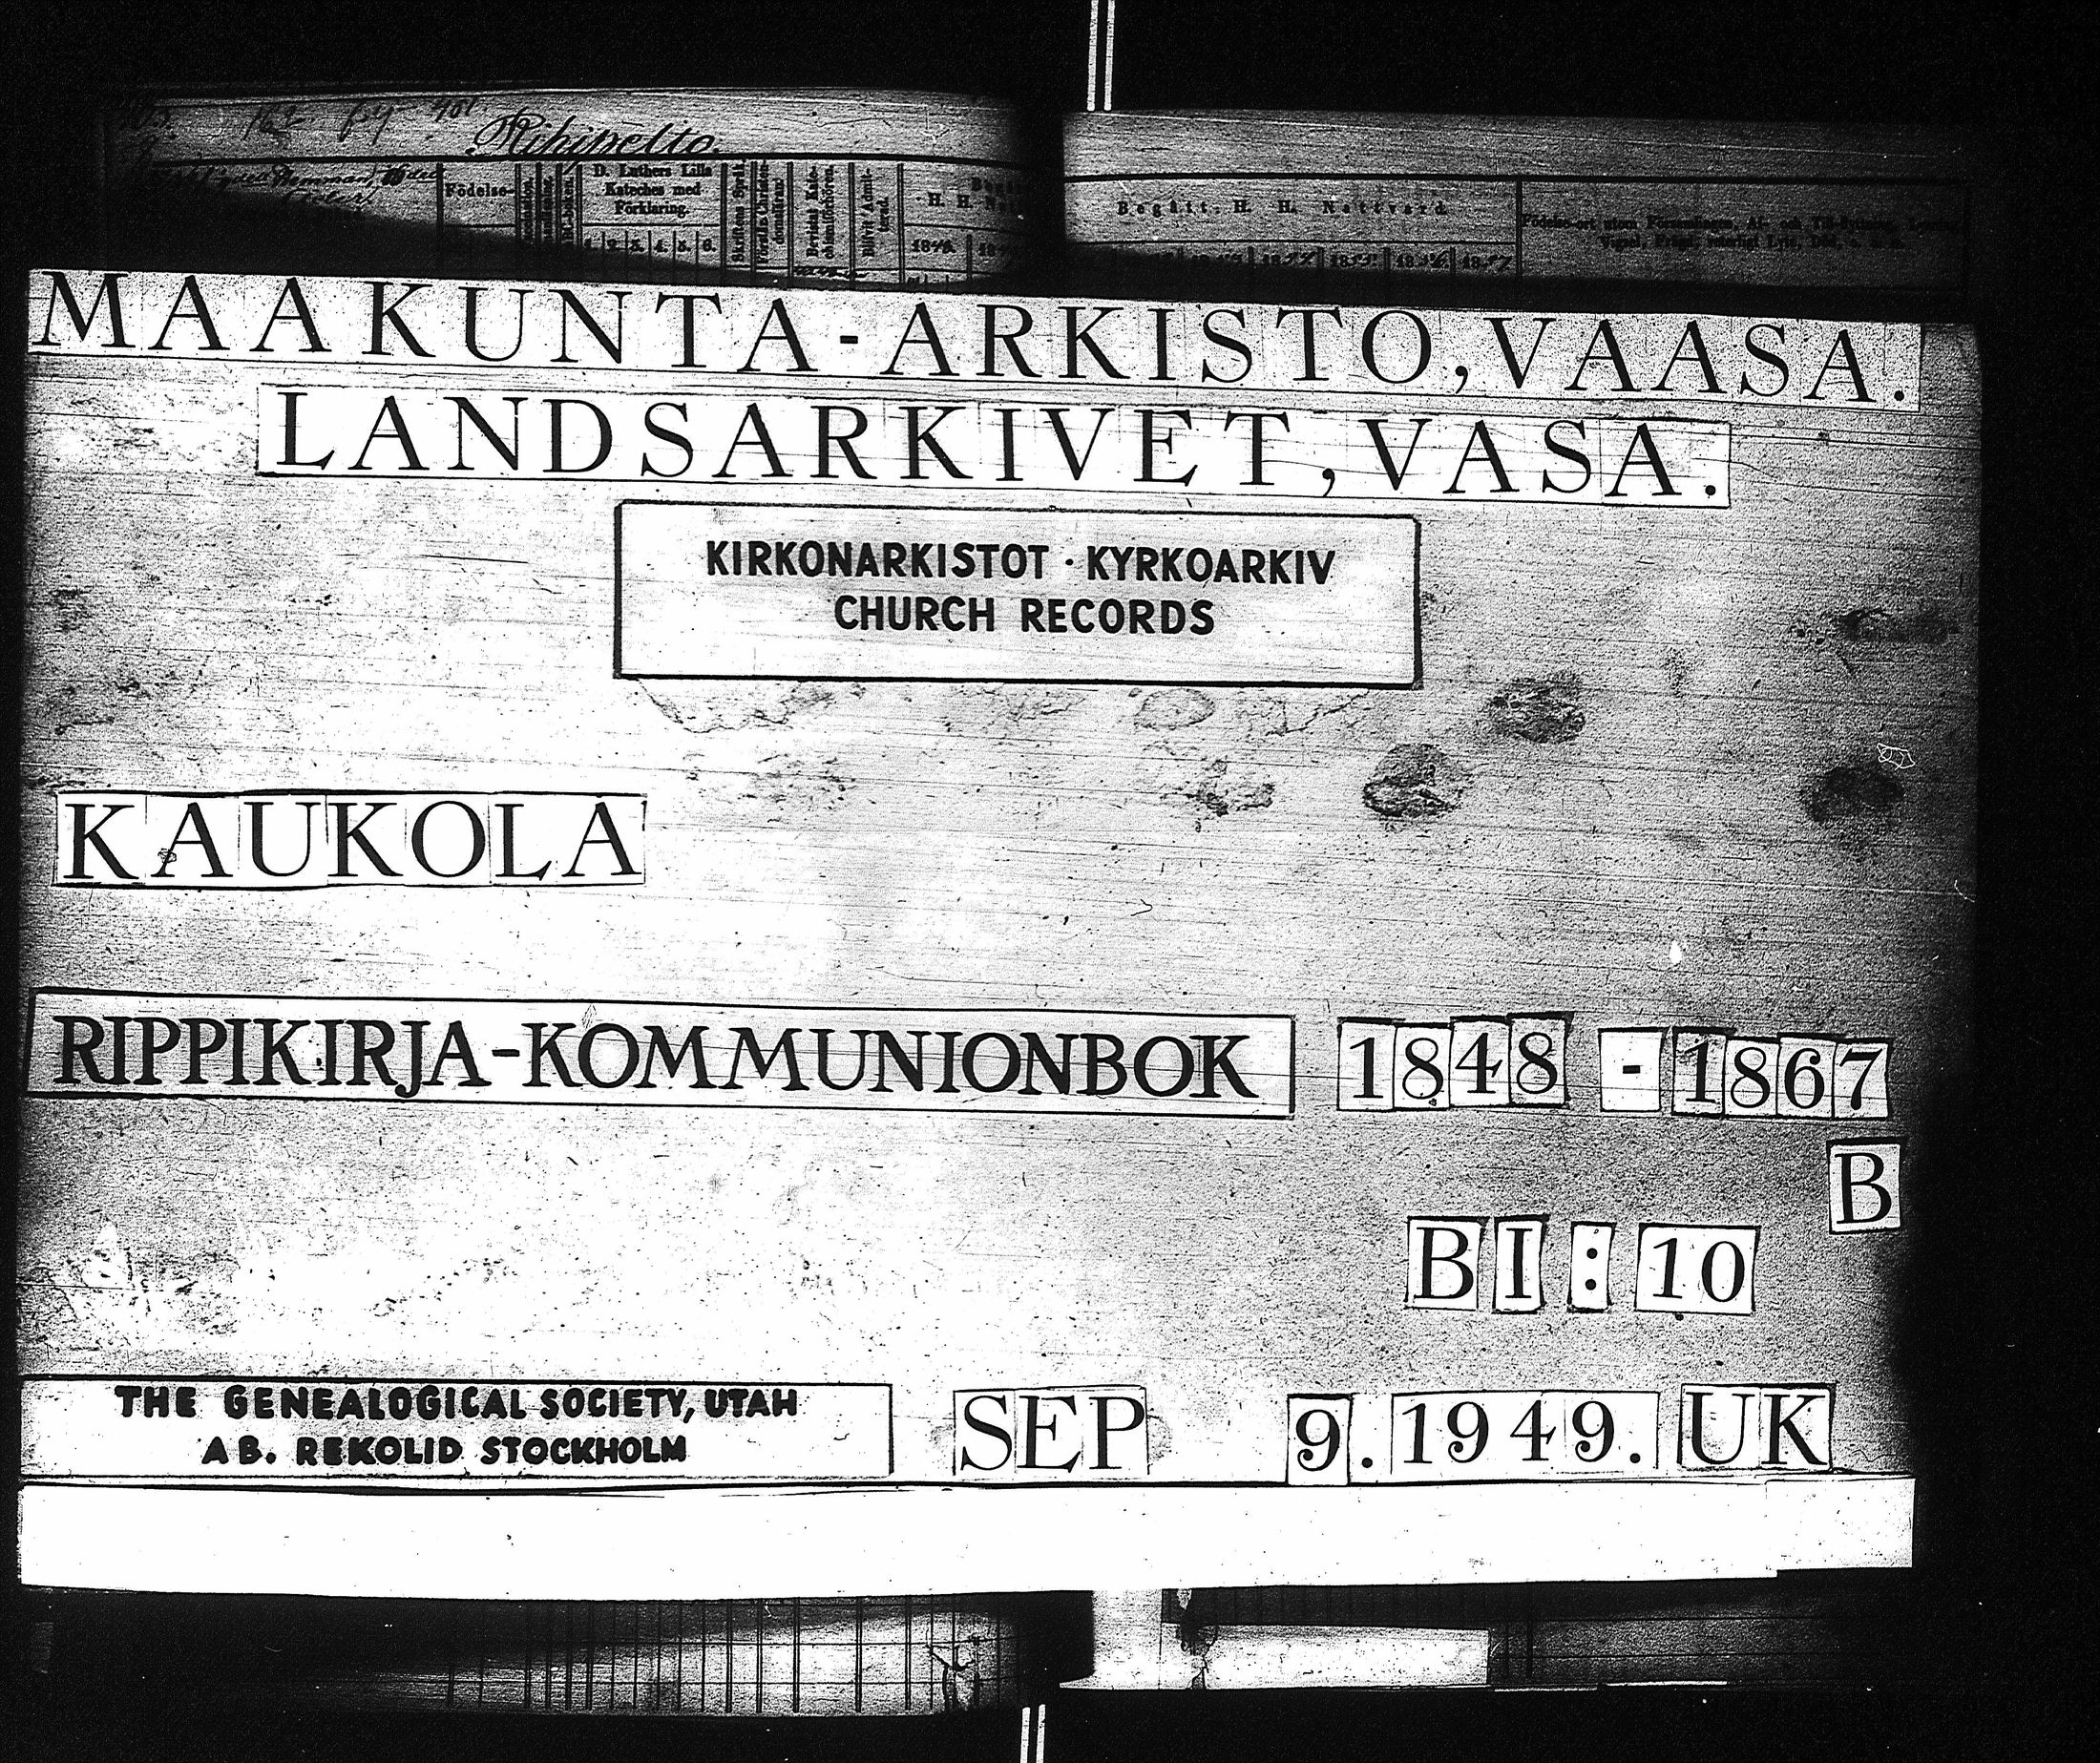 Födelse-
D. Luthers Lilla
Kateches med
Förklaring.
Begått H. H. Nattvard.
MAAKUNTA-ARKISTO, VAASA.
LANDSARKIVET, VASA.
KIRKONARKISTOT · KYRKOARKIV
CHURCH RECORDS
KAUKOLA
RIPPIKIRJA-KOMMUNIONBOK 1848 - 1867
B
BI : 10
THE GENEALOGICAL SOCIETY, UTAH
AB. REKOLID STOCKHOLM
SEP 9. 1949. UK